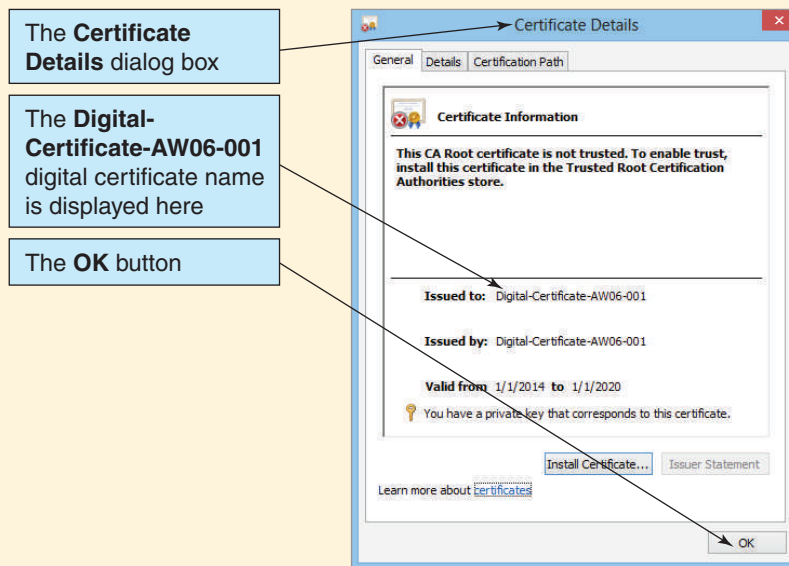 The Certificate
Details dialog box
The Digital-
Certificate-AW06-001
digital certificate name
is displayed here
The OK button
Certificate Details
General Details Certification Path
Certificate Information
This CA Root certificate is not trusted. To enable trust,
install this certificate in the Trusted Root Certification
Authorities store.
Issued to: Digital-Certificate-AW06-001
Issued by: Digital-Certificate-AW06-001
Valid from 1/1/2014 to 1/1/2020
You have a private key that corresponds to this certificate.
Install Certificate... Issuer Statement
Learn more about certificates
OK